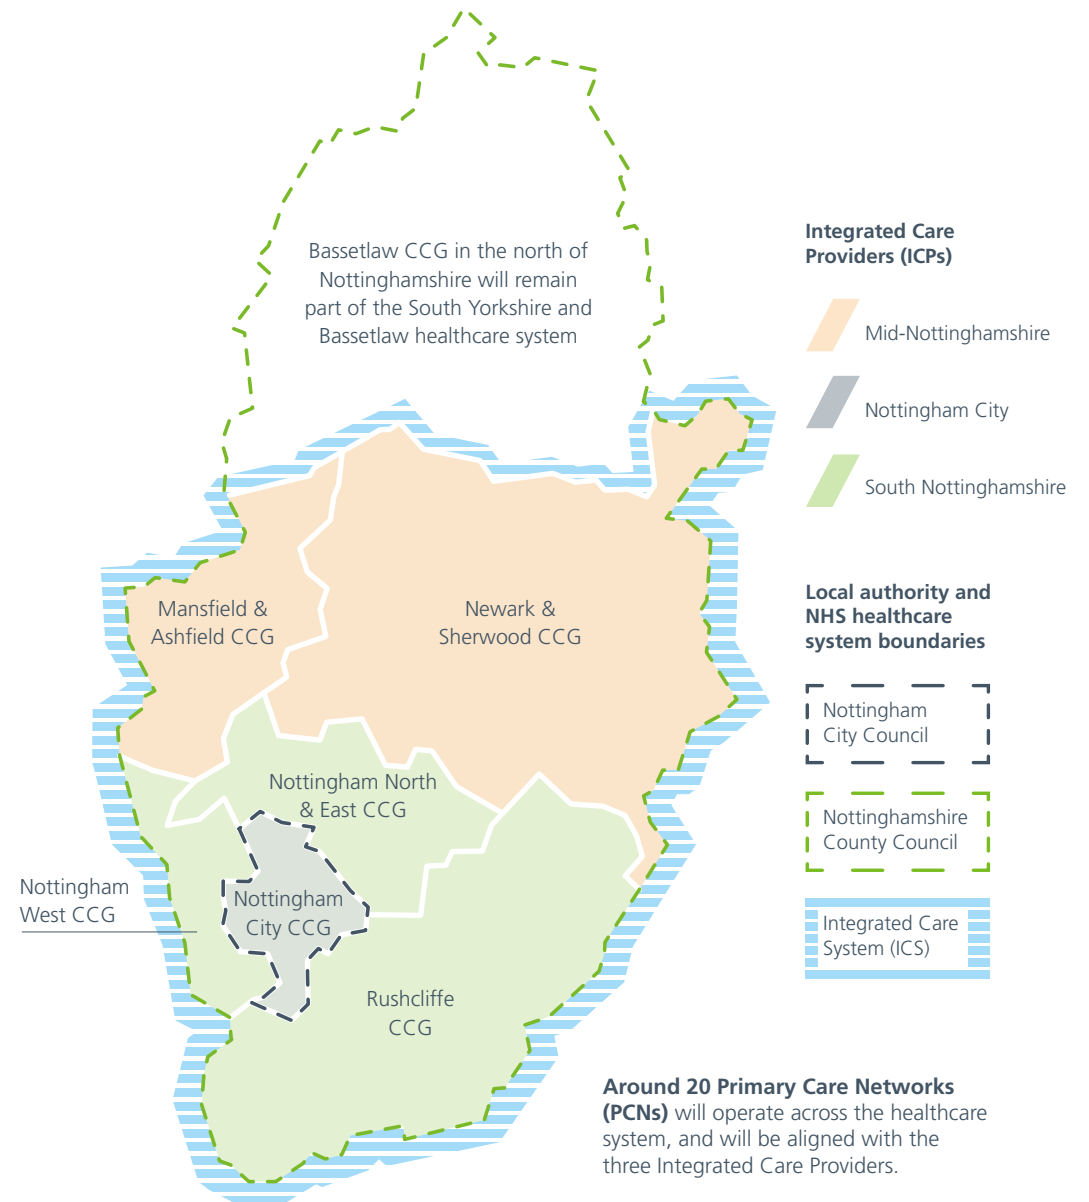 Bassetlaw CCG in the north of
Nottinghamshire will remain
part of the South Yorkshire and
Bassetlaw healthcare system
Mansfield &
Ashfield CCG
Newark &
Sherwood CCG
Nottingham North
& East CCG
Nottingham
West CCG
Nottingham
City CCG
Rushcliffe
CCG
Integrated Care
Providers (ICPs)
Mid-Nottinghamshire
Nottingham City
South Nottinghamshire
Local authority and
NHS healthcare
system boundaries
Nottingham
City Council
Nottinghamshire
County Council
Integrated Care
System (ICS)
Around 20 Primary Care Networks
(PCNs) will operate across the healthcare
system, and will be aligned with the
three Integrated Care Providers.